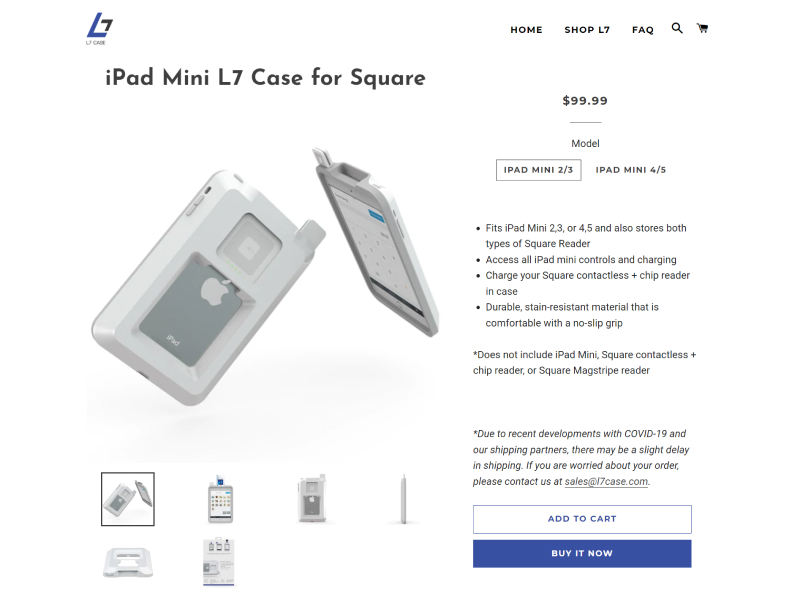 L7 CASE
HOME SHOP L7 FAQ
iPad Mini L7 Case for Square
$99.99
Model
IPAD MINI 2/3 IPAD MINI 4/5
Fits iPad Mini 2,3, or 4,5 and also stores both
types of Square Reader
Access all iPad mini controls and charging
Charge your Square contactless + chip reader
in case
Durable, stain-resistant material that is
comfortable with a no-slip grip
*Does not include iPad Mini, Square contactless +
chip reader, or Square Magstripe reader
iPad
*Due to recent developments with COVID-19 and
our shipping partners, there may be a slight delay
in shipping. If you are worried about your order,
please contact us at sales@l7case.com.
ADD TO CART
BUY IT NOW